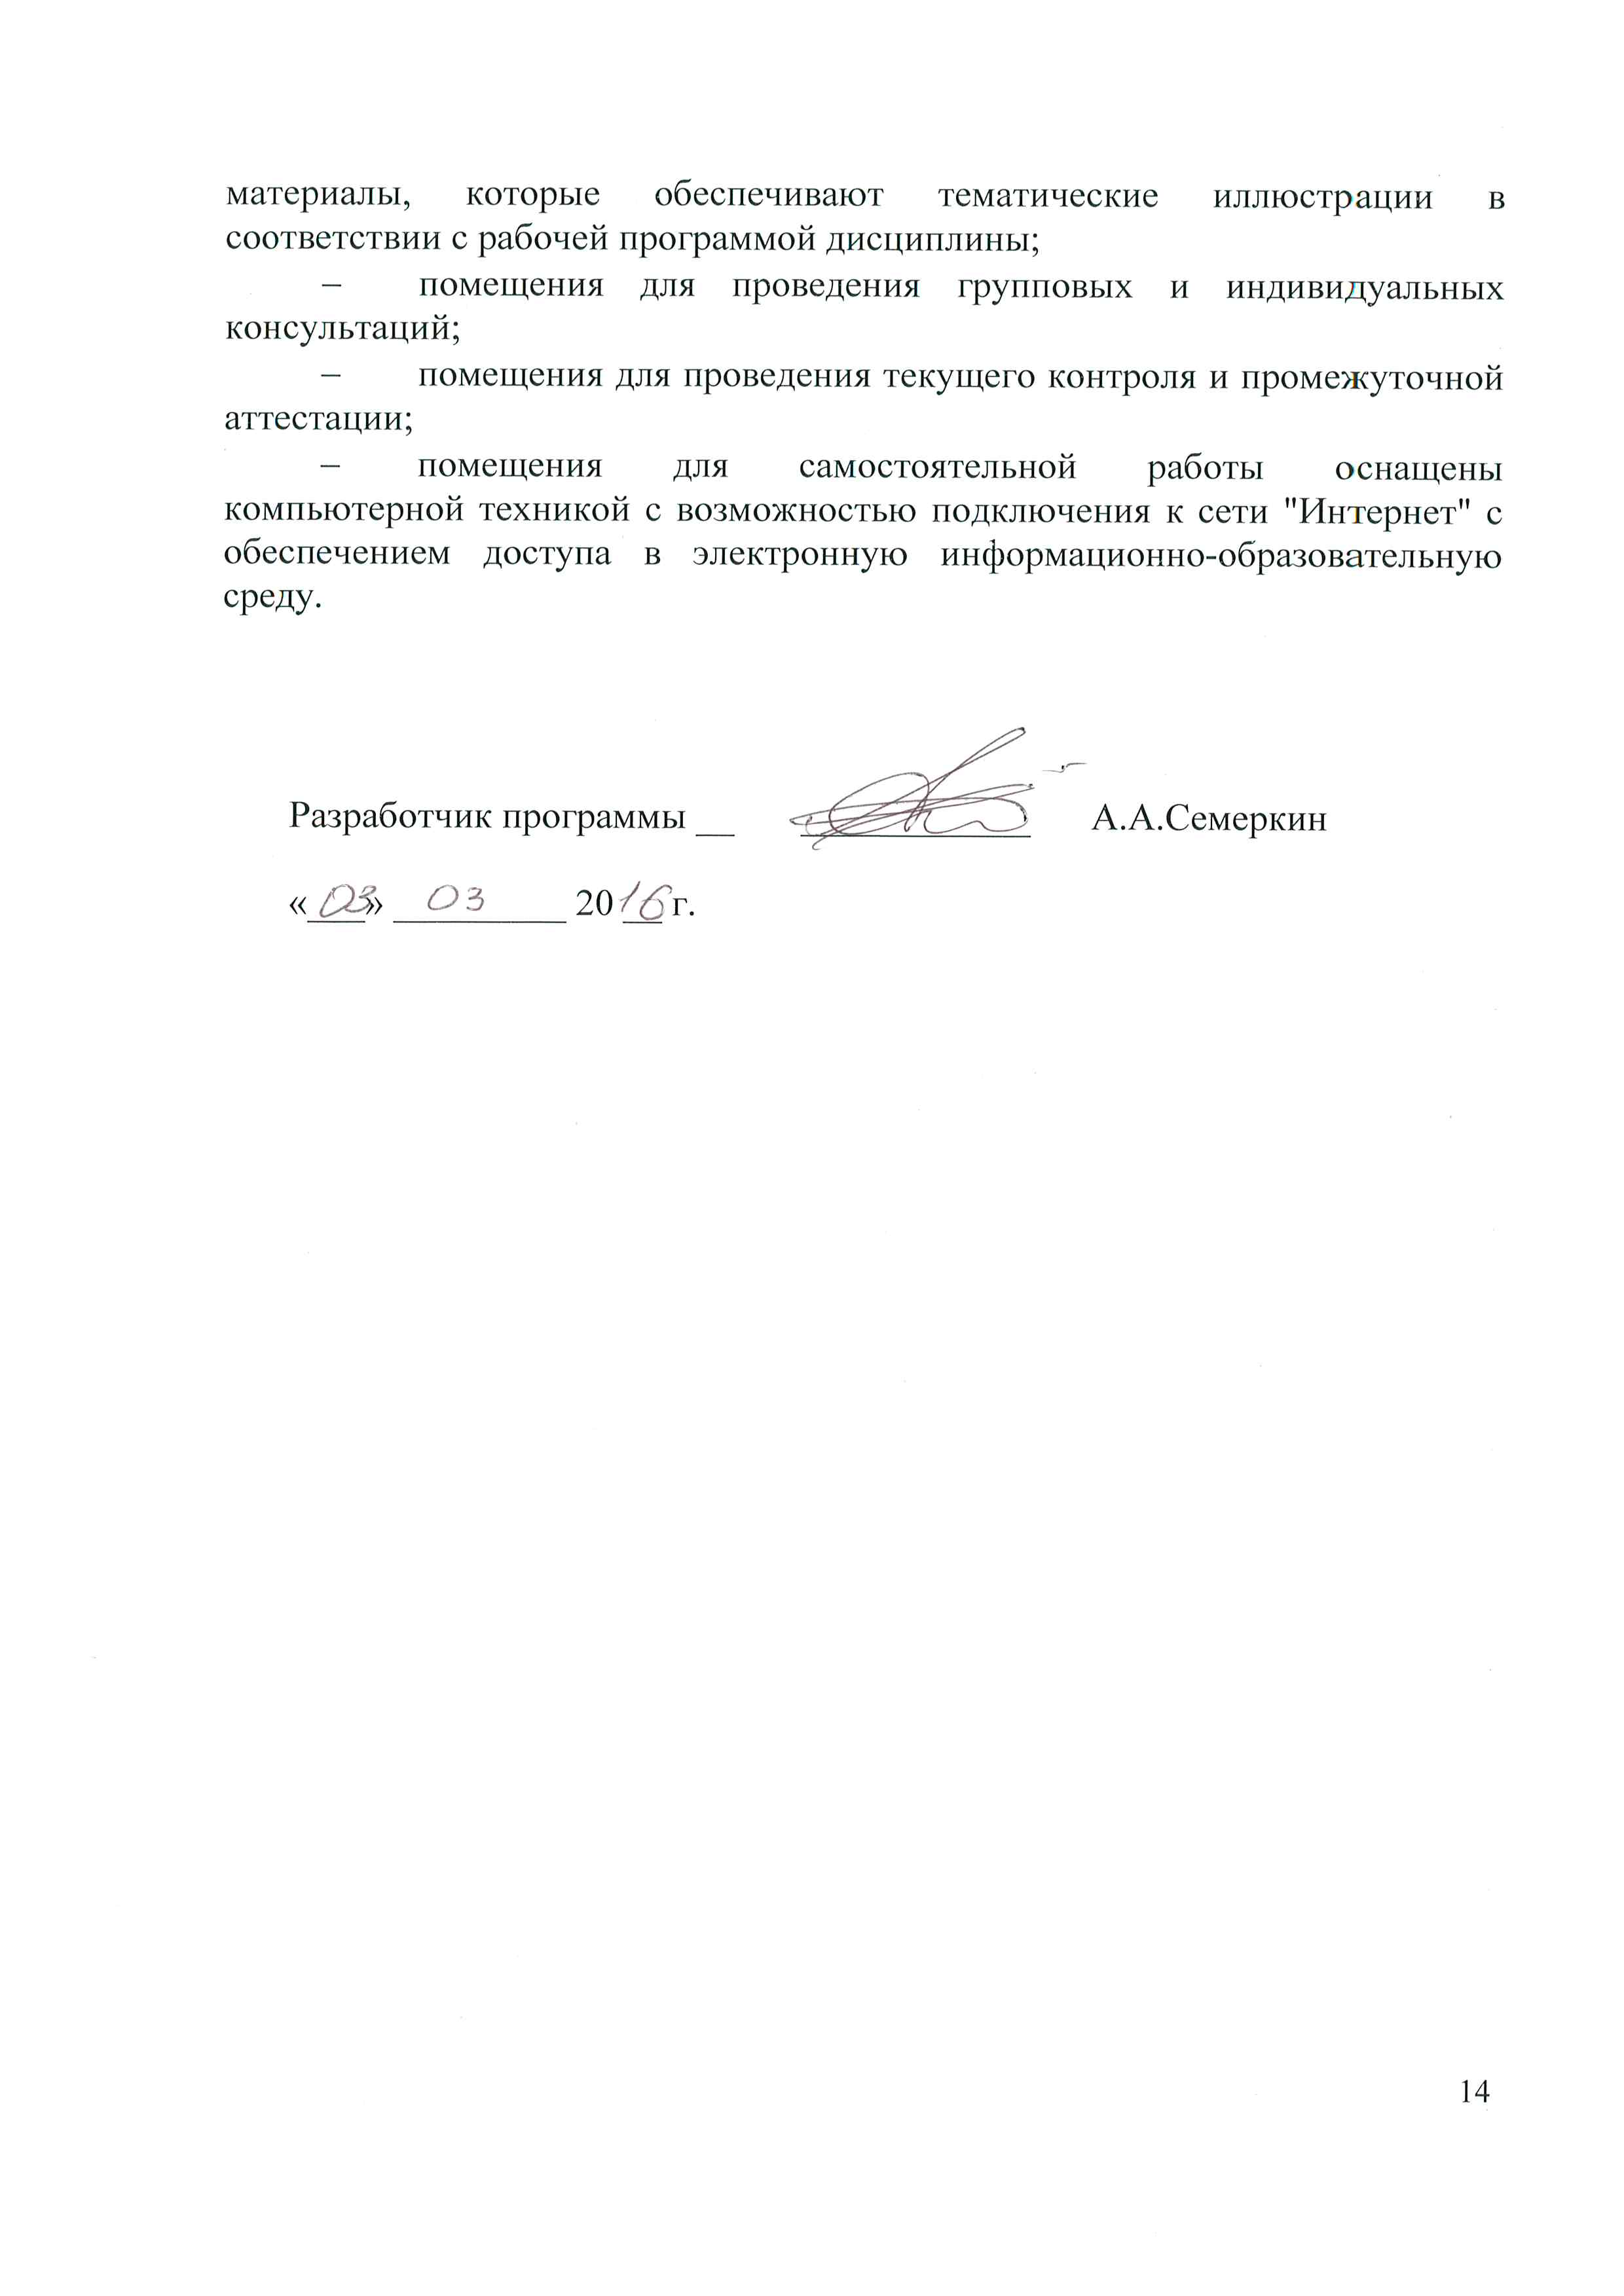 материалы, которые обеспечивают тематические иллюстрации в
соответствии с рабочей программой дисциплины;
– помещения для проведения групповых и индивидуальных
консультаций;
– помещения для проведения текущего контроля и промежуточной
аттестации;
– помещения для самостоятельной работы оснащены
компьютерной техникой с возможностью подключения к сети "Интернет" с
обеспечением доступа в электронную информационно-образовательную
среду.
Разработчик программы __ ____________ А.А.Семеркин
«03» 03 2016 г.
14